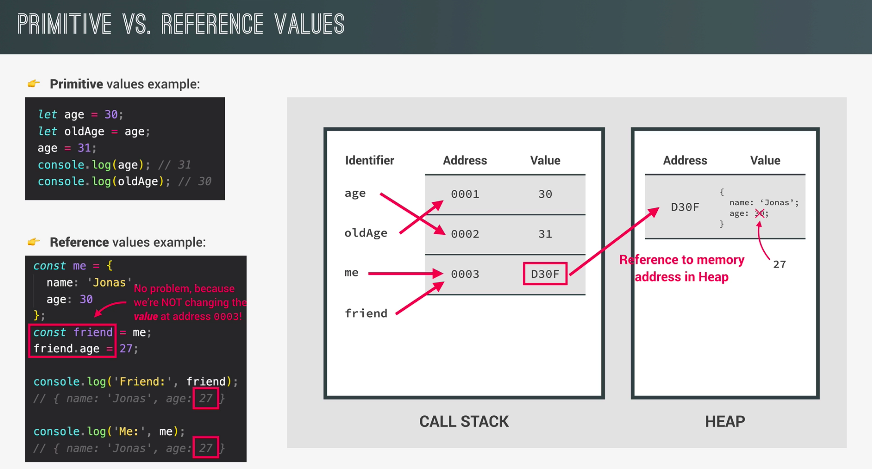 PRIMITIVE VS. REFERENCE VALUES
👉 Primitive values example:
let age = 30;
let oldAge = age;
age = 31;
console.log(age); // 31
console.log(oldAge); // 30
👉 Reference values example:
const me = {
name: 'Jonas',
age: 30
};
const friend = me;
friend.age = 27;
No problem, because
we're NOT changing the
value at address 0003!
console.log('Friend:', friend);
// { name: 'Jonas', age: 27 }
console.log('Me:', me);
// { name: 'Jonas', age: 27 }
Identifier Address Value
age 0001 30
oldAge 0002 31
me 0003 D30F
friend
CALL STACK
Address Value
D30F
{
name: 'Jonas';
age: 30;
}
27
Reference to memory
address in Heap
HEAP